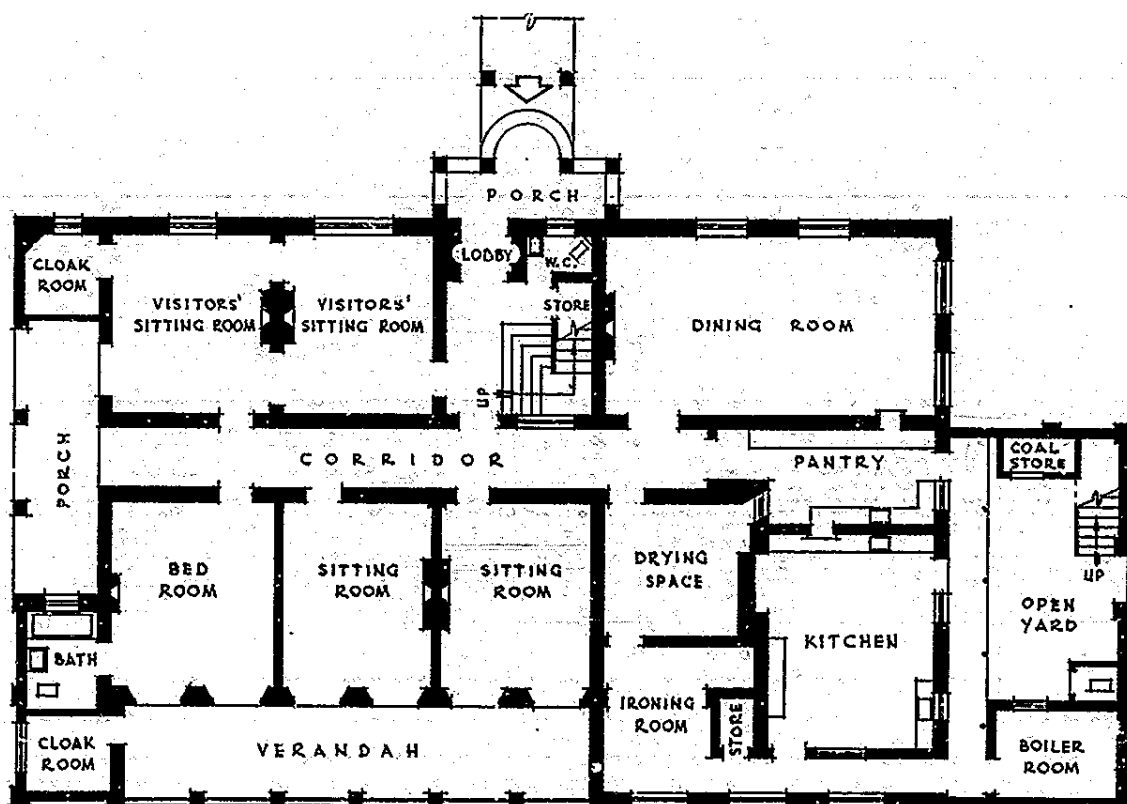 PORCH
CLOAK
ROOM
VISITORS'
SITTING ROOM
VISITORS'
SITTING ROOM
LOBBY
W.C.
STORE
UP
DINING ROOM
PORCH
CORRIDOR
PANTRY
COAL
STORE
BED
ROOM
SITTING
ROOM
SITTING
ROOM
DRYING
SPACE
KITCHEN
UP
OPEN
YARD
BATH
IRONING
ROOM
STORE
CLOAK
ROOM
VERANDAH
BOILER
ROOM